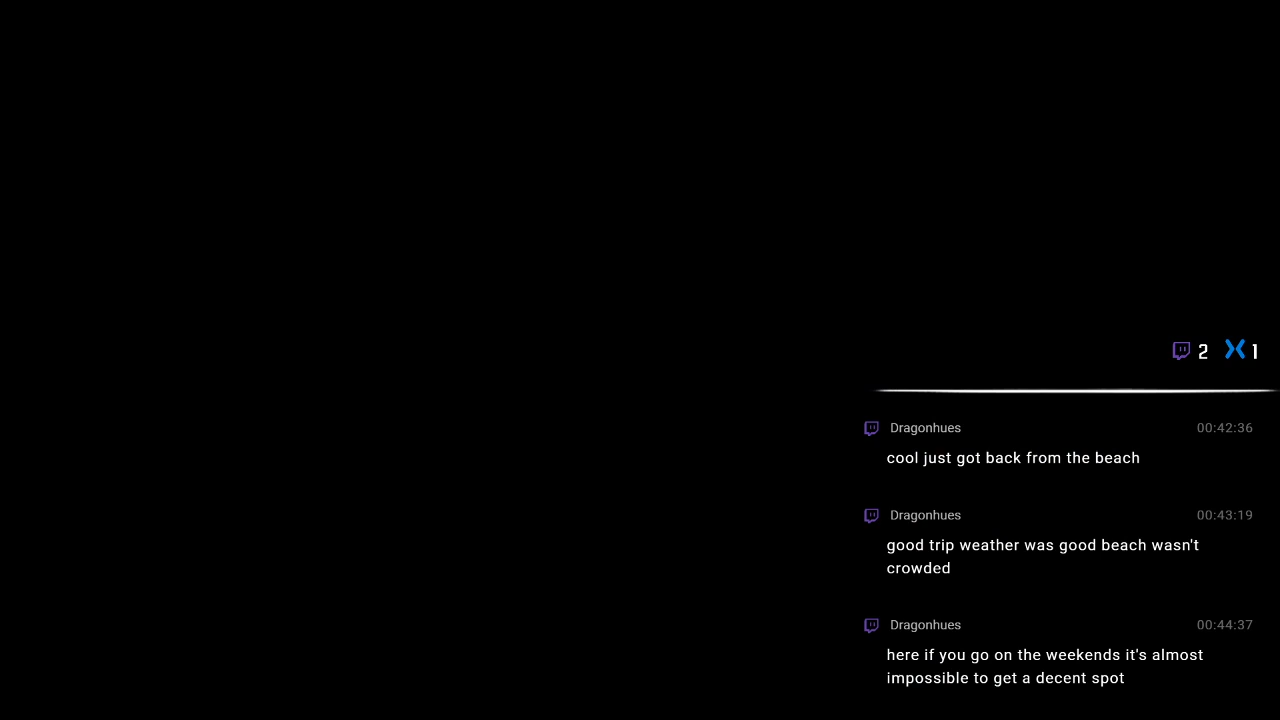 2 1
Dragonhues 00:42:36
cool just got back from the beach
Dragonhues 00:43:19
good trip weather was good beach wasn't
crowded
Dragonhues 00:44:37
here if you go on the weekends it's almost
impossible to get a decent spot